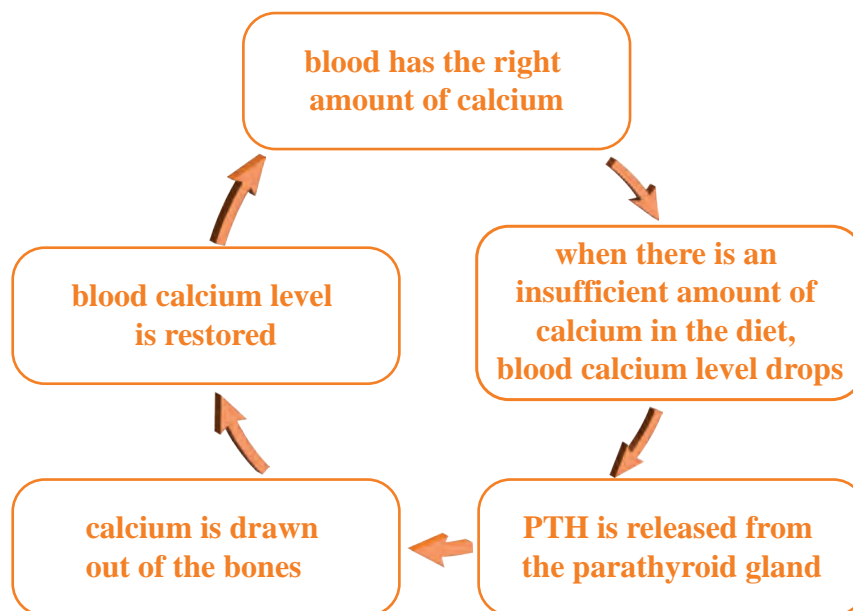 blood has the right
amount of calcium
when there is an
insufficient amount of
calcium in the diet,
blood calcium level drops
PTH is released from
the parathyroid gland
calcium is drawn
out of the bones
blood calcium level
is restored